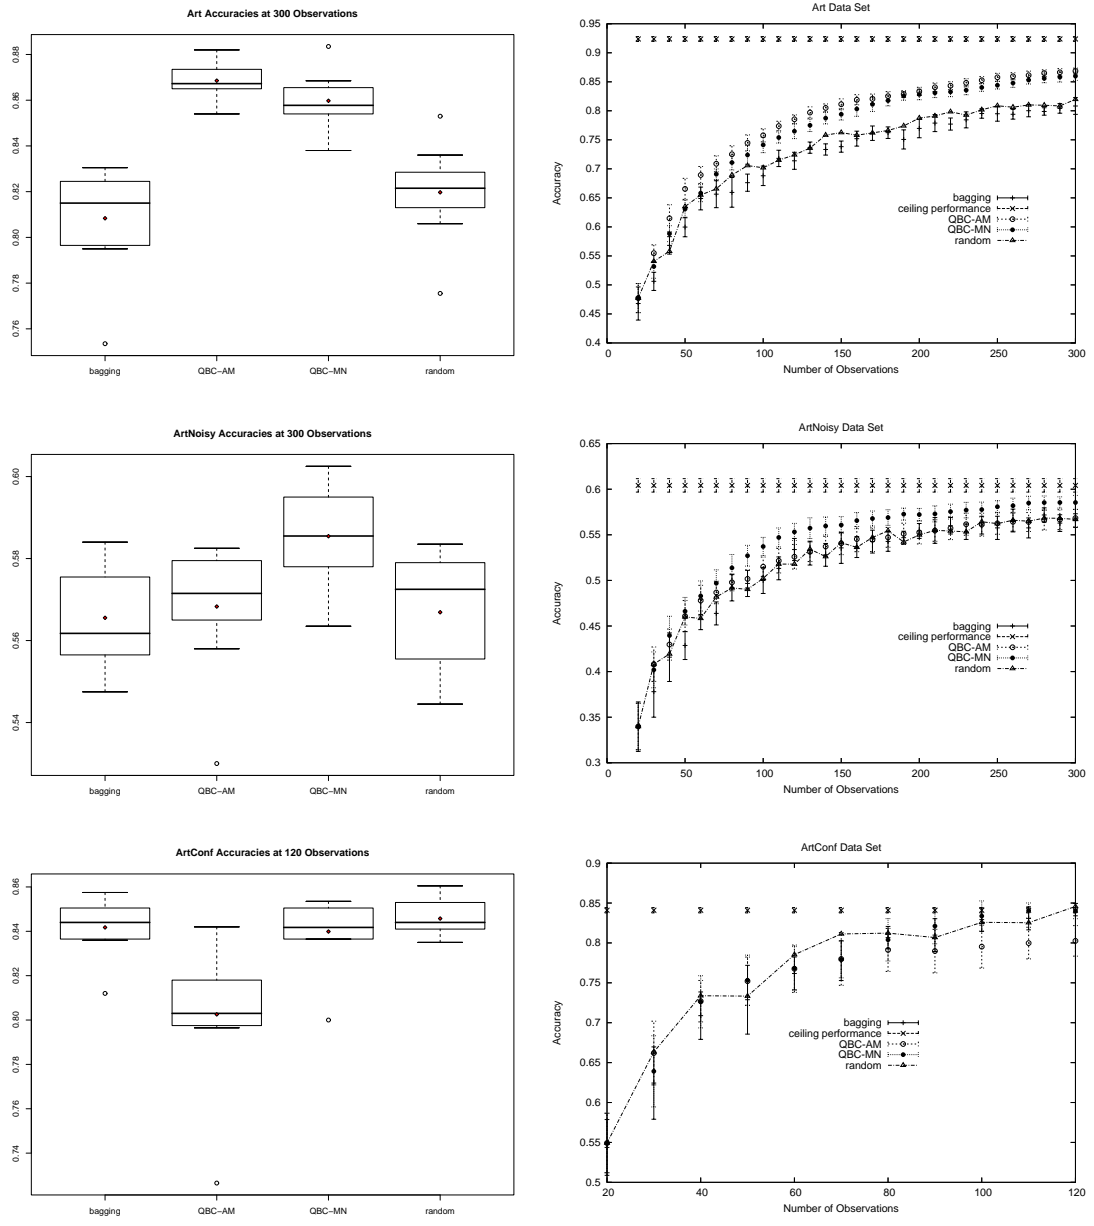 Art Accuracies at 300 Observations
0.88
0.86
0.84
0.82
0.80
0.78
0.76
bagging QBC−AM QBC−MN random
Art Data Set
0.95
0.9
0.85
0.8
0.75
0.7
0.65
0.6
0.55
0.5
0.45
0.4
Accuracy
bagging
ceiling performance
QBC-AM
QBC-MN
random
0 50 100 150 200 250 300
Number of Observations
ArtNoisy Accuracies at 300 Observations
0.60
0.58
0.56
0.54
bagging QBC−AM QBC−MN random
ArtNoisy Data Set
0.65
0.6
0.55
0.5
0.45
0.4
0.35
0.3
Accuracy
bagging
ceiling performance
QBC-AM
QBC-MN
random
0 50 100 150 200 250 300
Number of Observations
ArtConf Accuracies at 120 Observations
0.86
0.84
0.82
0.80
0.78
0.76
0.74
bagging QBC−AM QBC−MN random
ArtConf Data Set
0.9
0.85
0.8
0.75
0.7
0.65
0.6
0.55
0.5
Accuracy
bagging
ceiling performance
QBC-AM
QBC-MN
random
20 40 60 80 100 120
Number of Observations